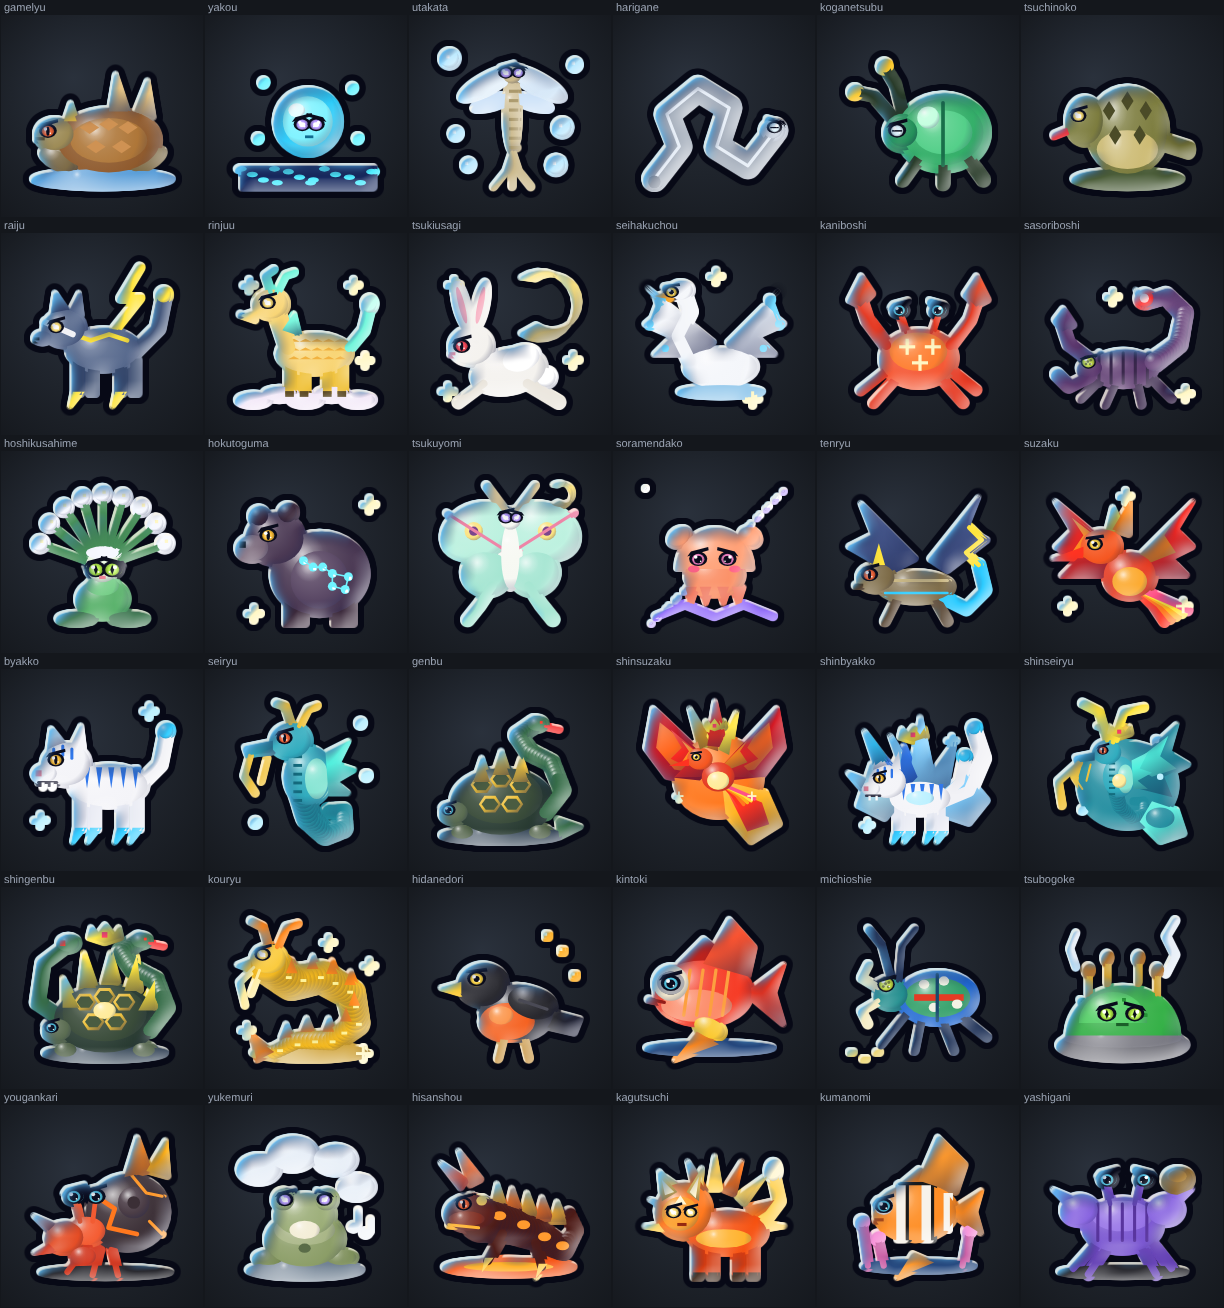 gamelyu
yakou
utakata
harigane
koganetsubu
tsuchinoko
raiju
rinjuu
tsukiusagi
seihakuchou
kaniboshi
sasoriboshi
hoshikusahime
hokutoguma
tsukuyomi
soramendako
tenryu
suzaku
byakko
seiryu
genbu
shinsuzaku
shinbyakko
shinseiryu
shingenbu
kouryu
hidanedori
kintoki
michioshie
tsubogoke
yougankari
yukemuri
hisanshou
kagutsuchi
kumanomi
yashigani